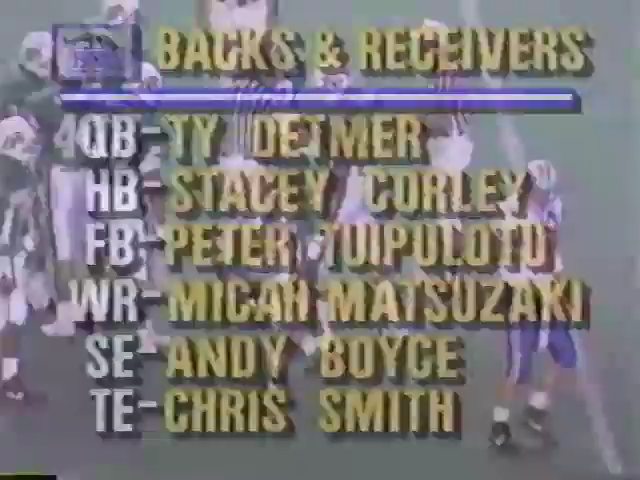 BACKS & RECEIVERS
QB-TY DETMER
HB-STACEY CORLEY
FB-PETER TUIPULOTU
WR-MICAH MATSUZAKI
SE-ANDY BOYCE
TE-CHRIS SMITH